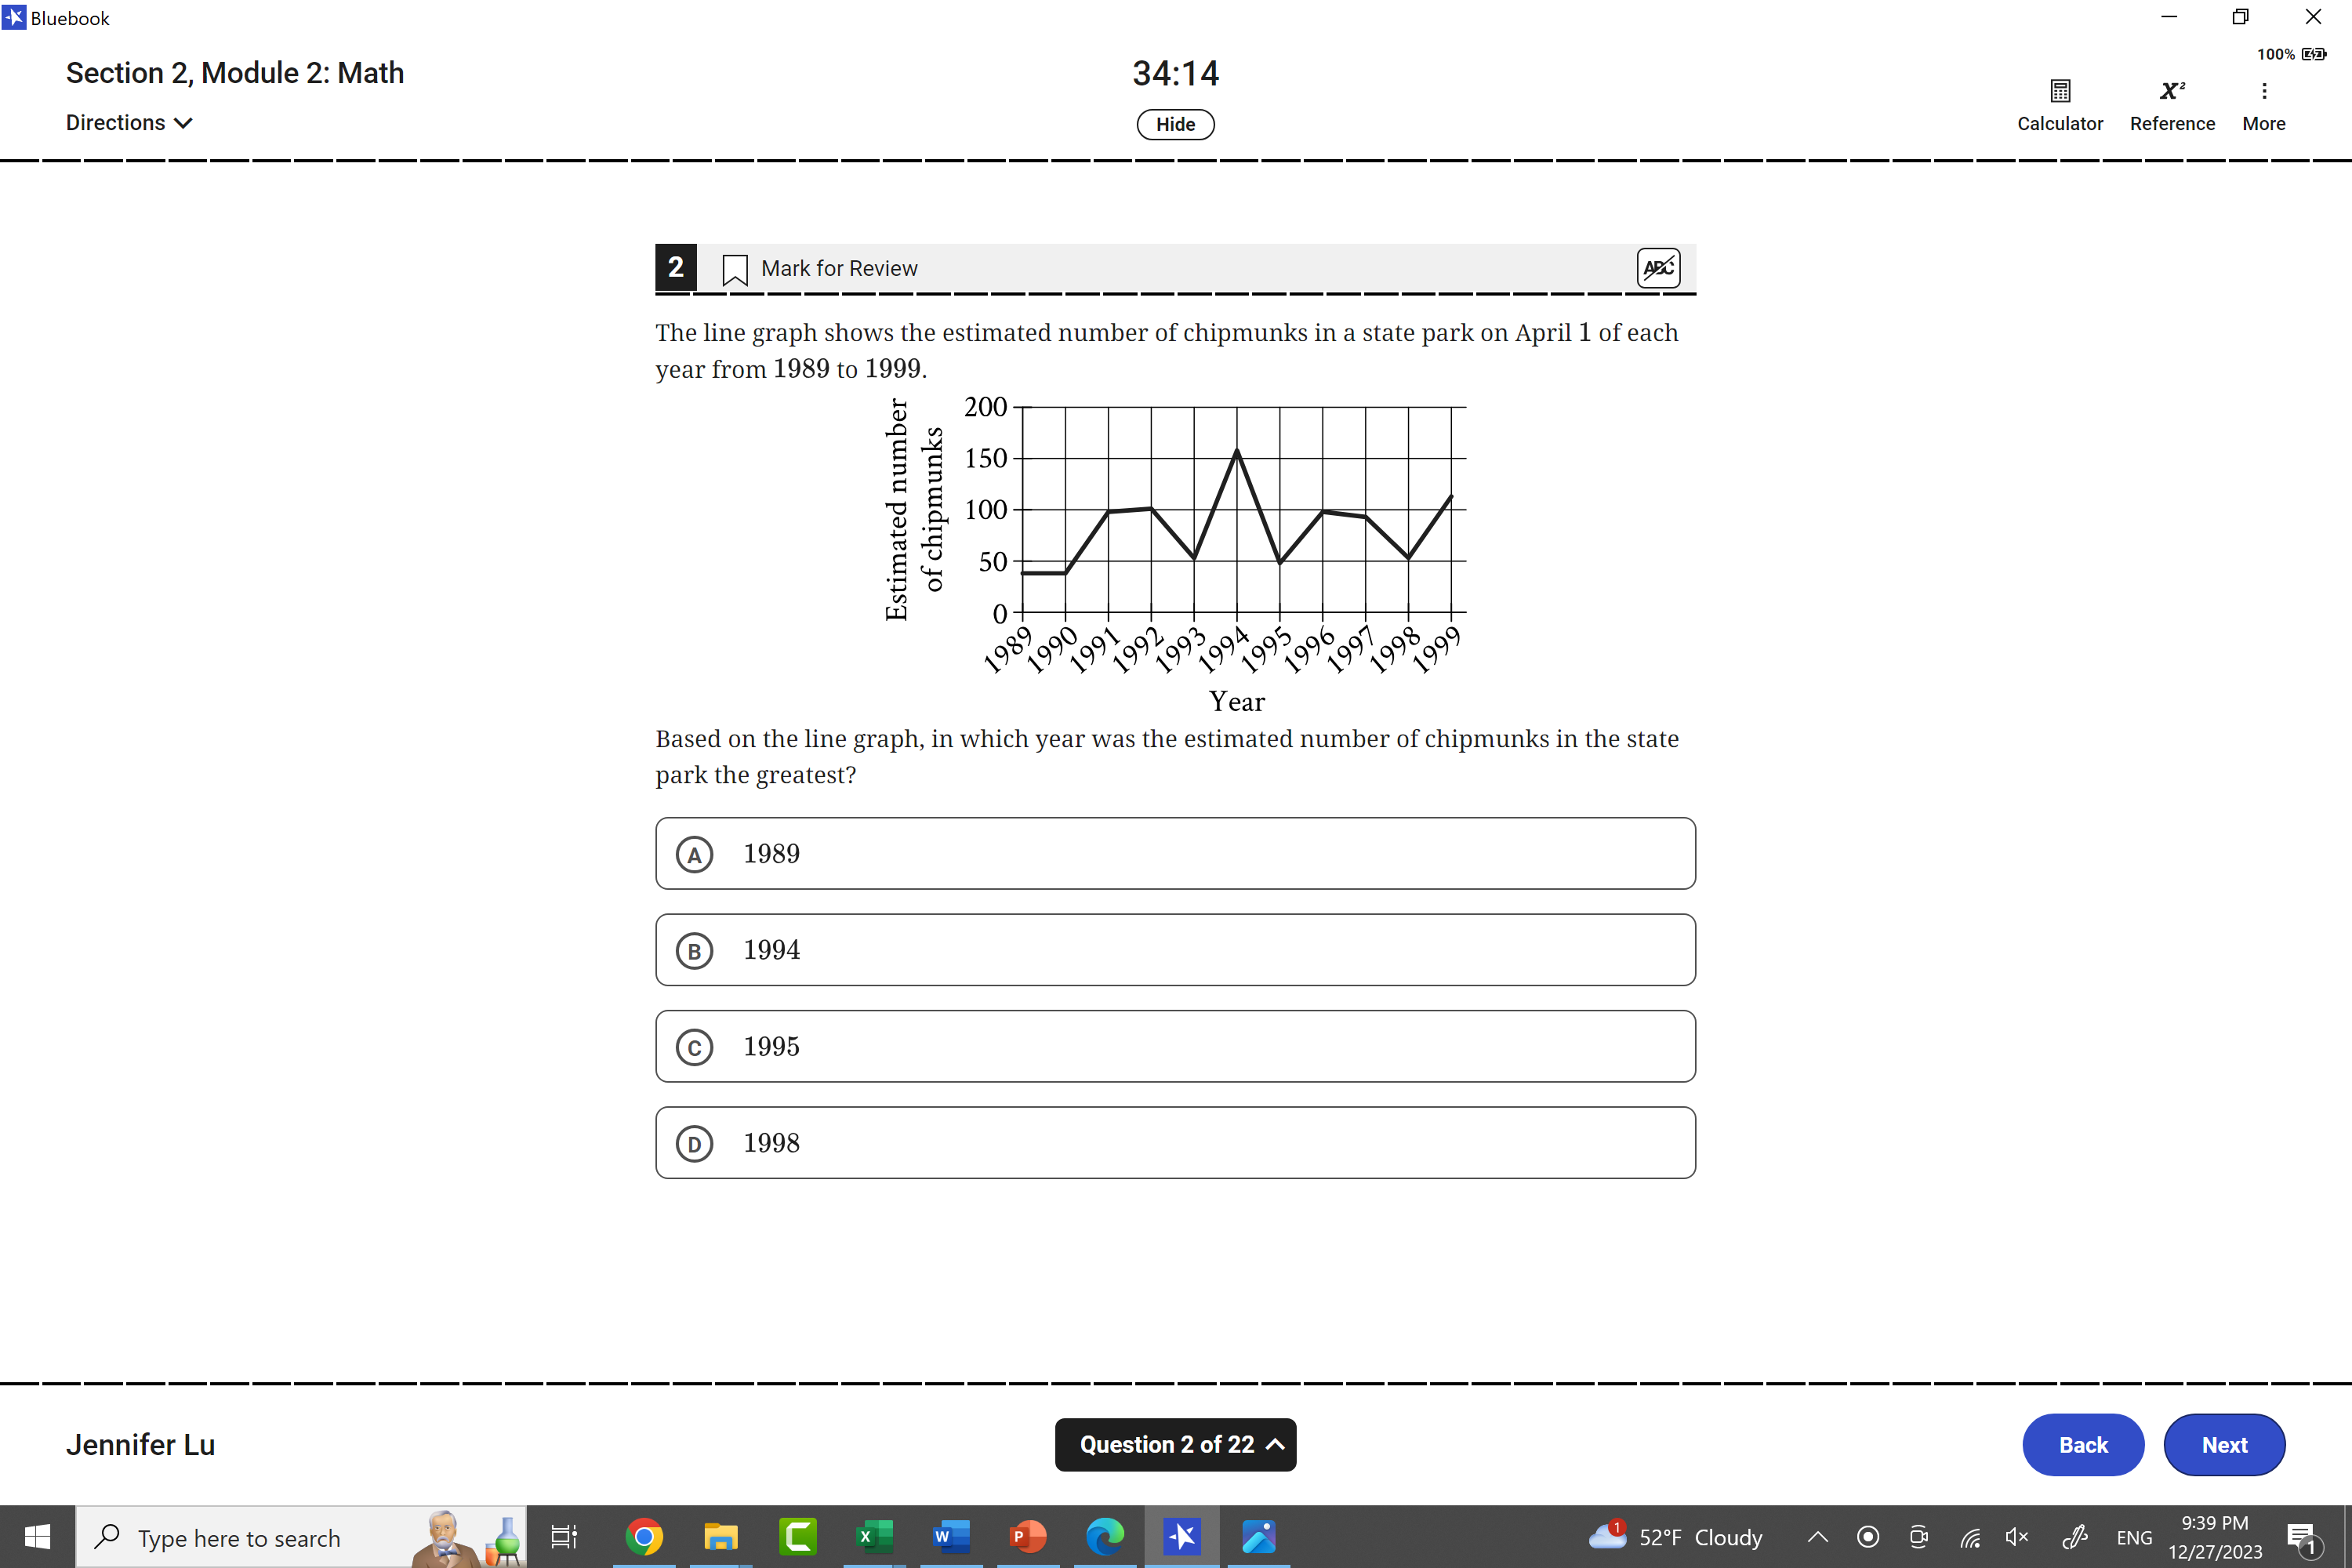 Bluebook
100%
Section 2, Module 2: Math
34:14
Directions
Hide
X²
Calculator
Reference
More
2
Mark for Review
ABC
The line graph shows the estimated number of chipmunks in a state park on April 1 of each
year from 1989 to 1999.
Estimated number
of chipmunks
200
150
100
50
0
1989
1990
1991
1992
1993
1994
1995
1996
1997
1998
1999
Year
Based on the line graph, in which year was the estimated number of chipmunks in the state
park the greatest?
A 1989
B 1994
C 1995
D 1998
Jennifer Lu
Question 2 of 22
Back
Next
Type here to search
X
W
P
1
52°F Cloudy
ENG
9:39 PM
12/27/2023
1